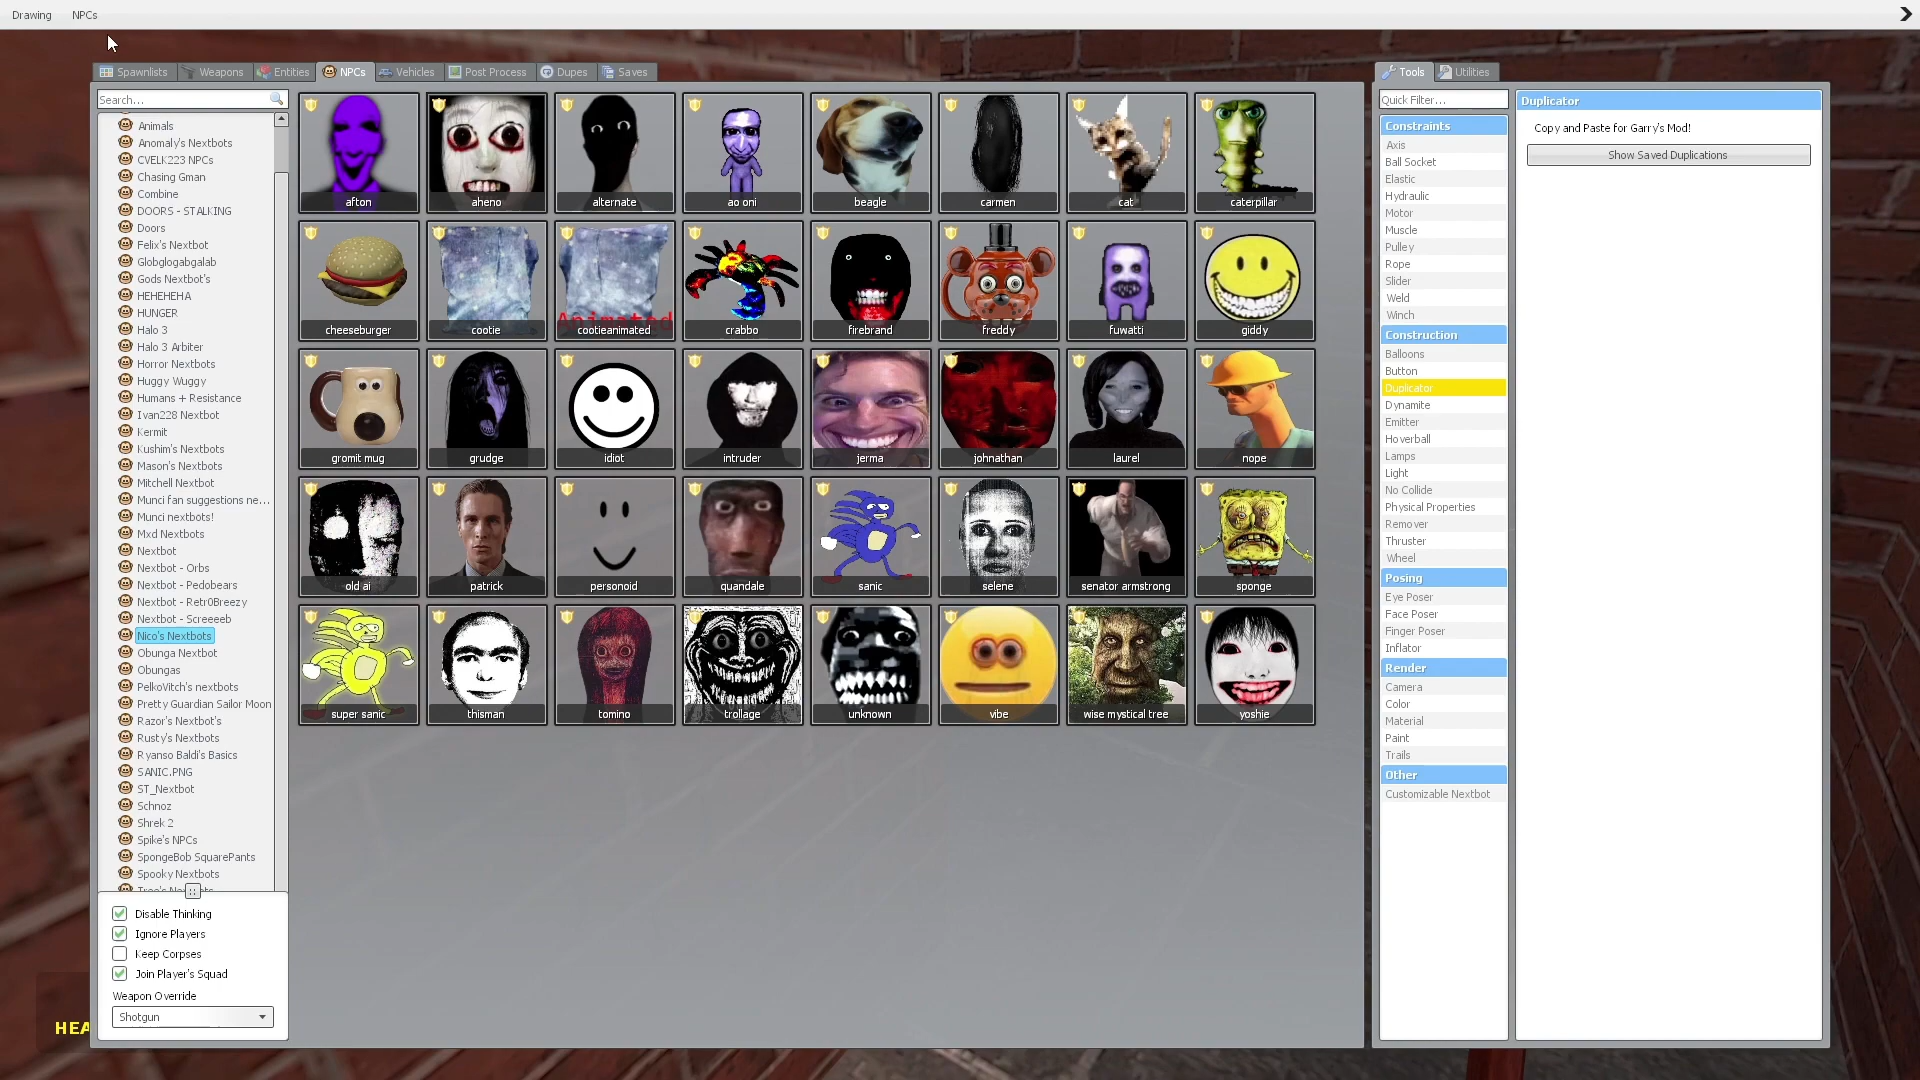 Drawing NPCs
Spawnlists Weapons Entities NPCs Vehicles Post Process Dupes Saves
Search...
Animals
Anomaly's Nextbots
CVELK223 NPCs
Chasing Gman
Combine
DOORS - STALKING
Doors
Felix's Nextbot
Globglogabgalab
Gods Nextbot's
HEHEHEHA
HUNGER
Halo 3
Halo 3 Arbiter
Horror Nextbots
Huggy Wuggy
Humans + Resistance
Ivan228 Nextbot
Kermit
Kushim's Nextbots
Mason's Nextbots
Mitchell Nextbot
Munci fan suggestions ne...
Munci nextbots!
Mxd Nextbots
Nextbot
Nextbot - Orbs
Nextbot - Pedobears
Nextbot - Retr0Breezy
Nextbot - Screeeeb
Nico's Nextbots
Obunga Nextbot
Obungas
PelkoVitch's nextbots
Pretty Guardian Sailor Moon
Razor's Nextbot's
Rusty's Nextbots
Ryanso Baldi's Basics
SANIC.PNG
ST_Nextbot
Schnoz
Shrek 2
Spike's NPCs
SpongeBob SquarePants
Spooky Nextbots
Disable Thinking
Ignore Players
Keep Corpses
Join Player's Squad
Weapon Override
Shotgun
HEA
afton aheno alternate ao oni beagle carmen cat caterpillar
Animated
cheeseburger cootie cootieanimated crabbo firebrand freddy fuwatti giddy
gromit mug grudge idiot intruder jerma johnathan laurel nope
old ai patrick personoid quandale sanic selene senator armstrong sponge
super sanic thisman tomino trollage unknown vibe wise mystical tree yoshie
Tools Utilities
Quick Filter...
Constraints
Axis
Ball Socket
Elastic
Hydraulic
Motor
Muscle
Pulley
Rope
Slider
Weld
Winch
Construction
Balloons
Button
Duplicator
Dynamite
Emitter
Hoverball
Lamps
Light
No Collide
Physical Properties
Remover
Thruster
Wheel
Posing
Eye Poser
Face Poser
Finger Poser
Inflator
Render
Camera
Color
Material
Paint
Trails
Other
Customizable Nextbot
Duplicator
Copy and Paste for Garry's Mod!
Show Saved Duplications